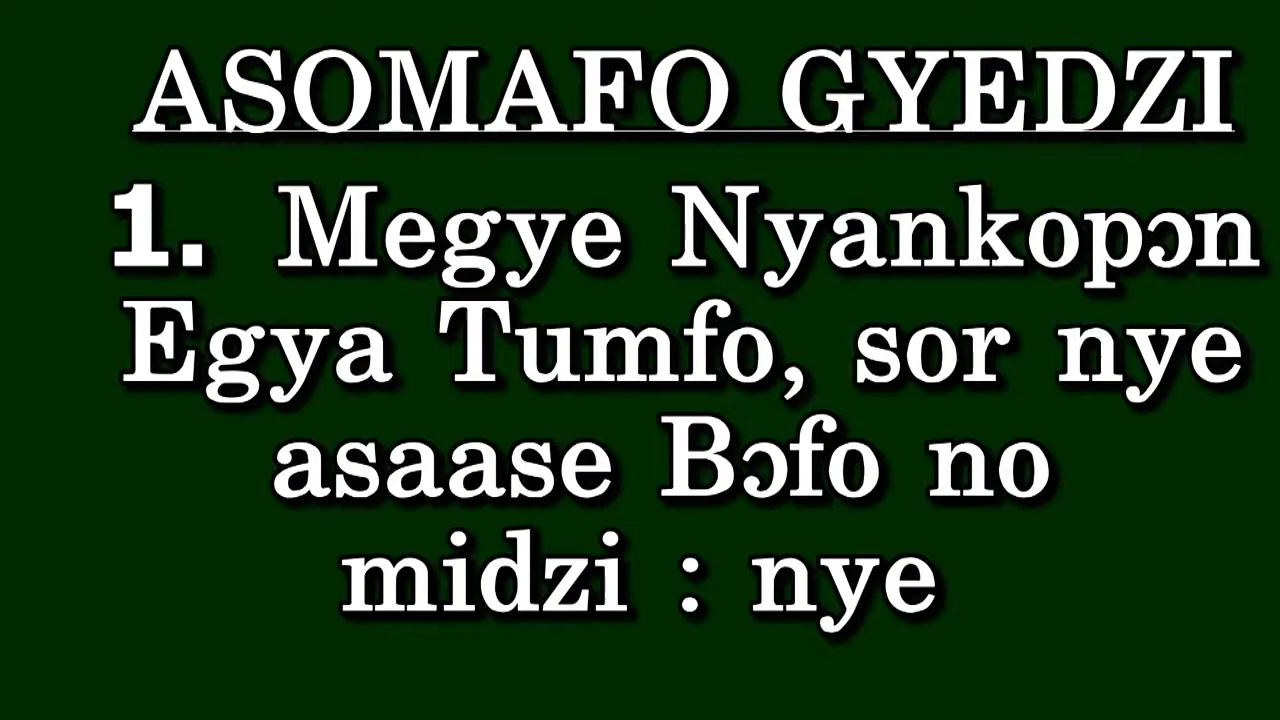 ASOMAFO GYEDZI
1. Megye Nyankopɔn
Egya Tumfo, sor nye
asaase Bɔfo no
midzi : nye